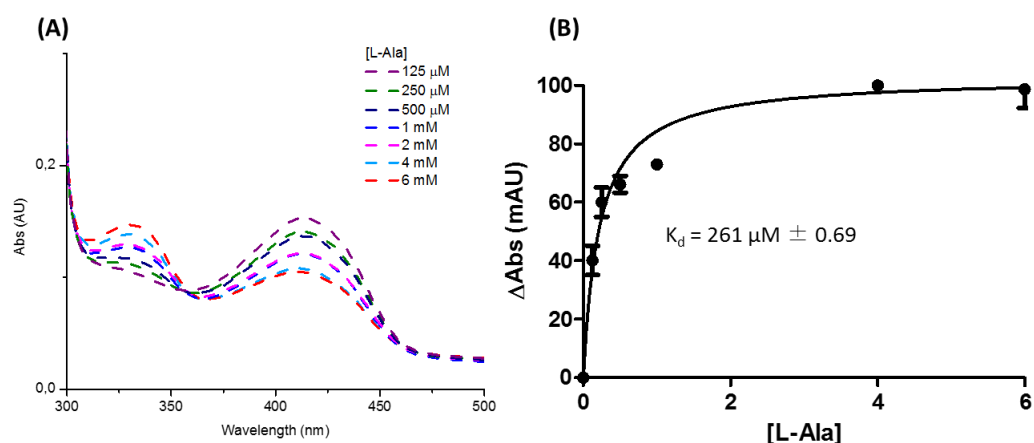 (A)
[L-Ala]
125 μM
250 μM
500 μM
1 mM
2 mM
4 mM
6 mM
0,2
0,0
Abs (AU)
300
350
400
450
500
Wavelength (nm)
(B)
100
80
60
40
20
0
ΔAbs (mAU)
K_d = 261 μM ± 0.69
0
2
4
6
[L-Ala]